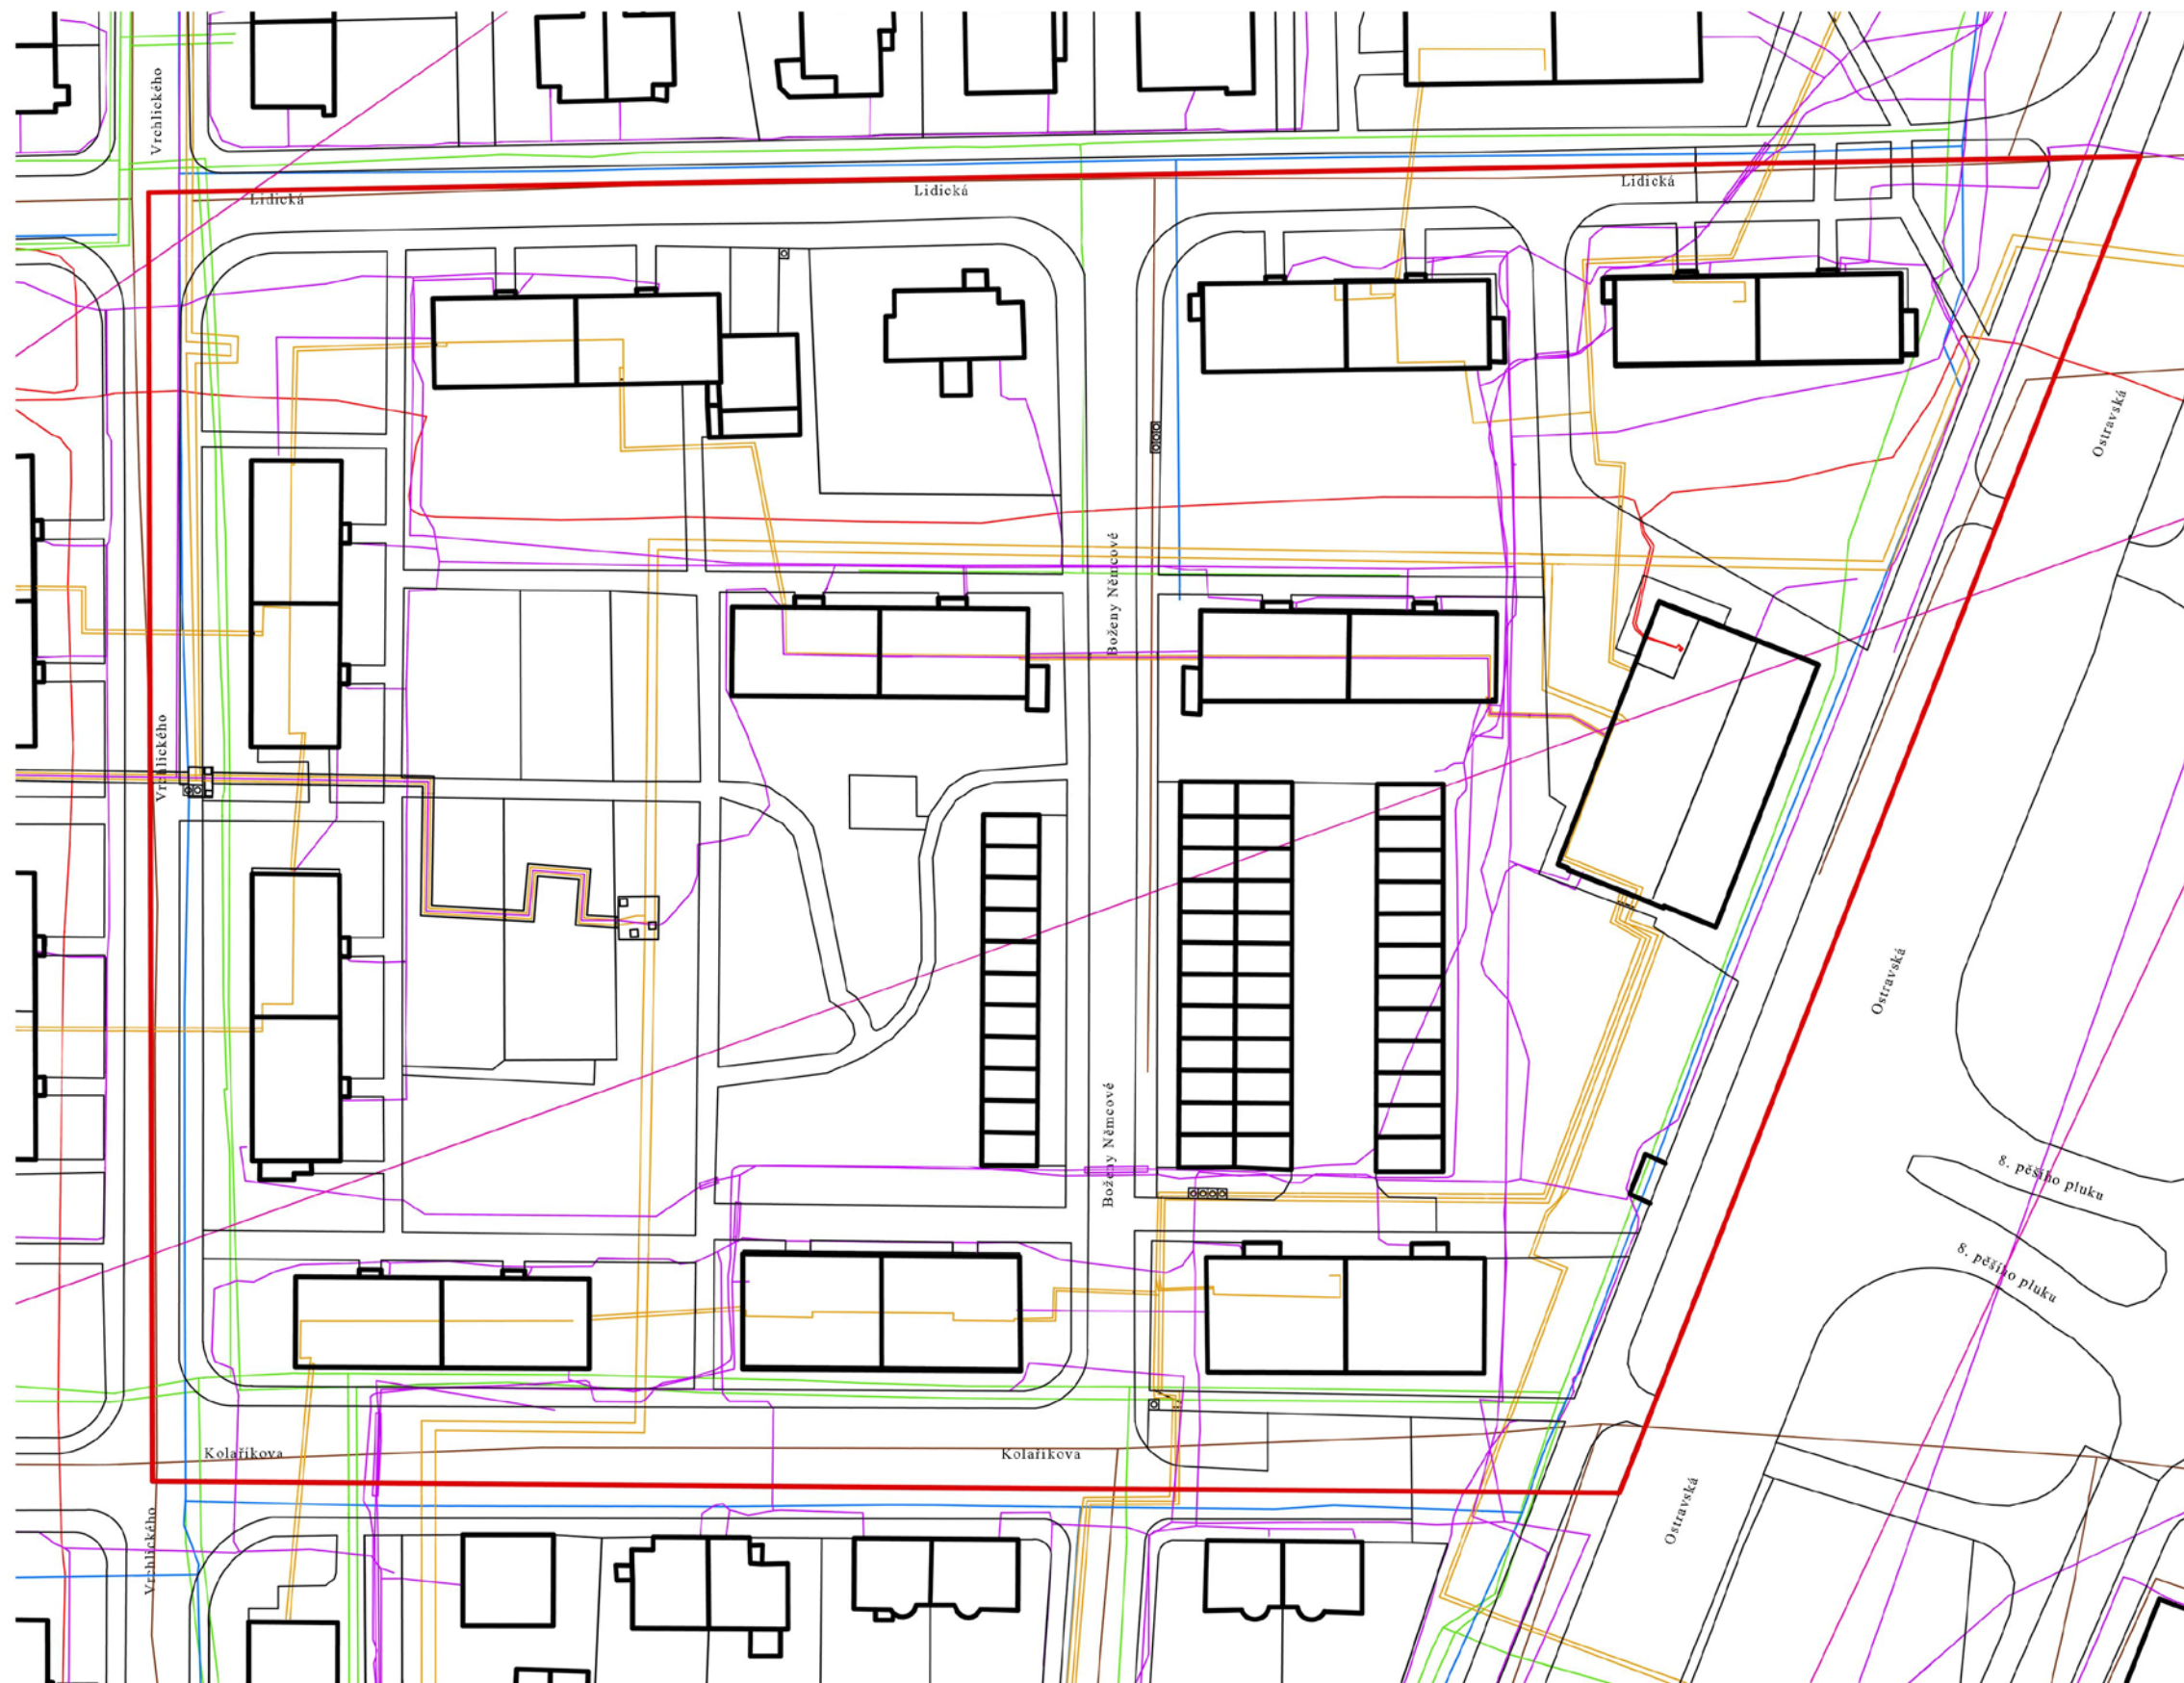 Vrchlického
Lidická
Lidická
Lidická
Ostravská
Boženy Němcové
Vrchlického
Ostravská
Boženy Němcové
8. pěšího pluku
8. pěšího pluku
Kolaříkova
Kolaříkova
Ostravská
Vrchlického